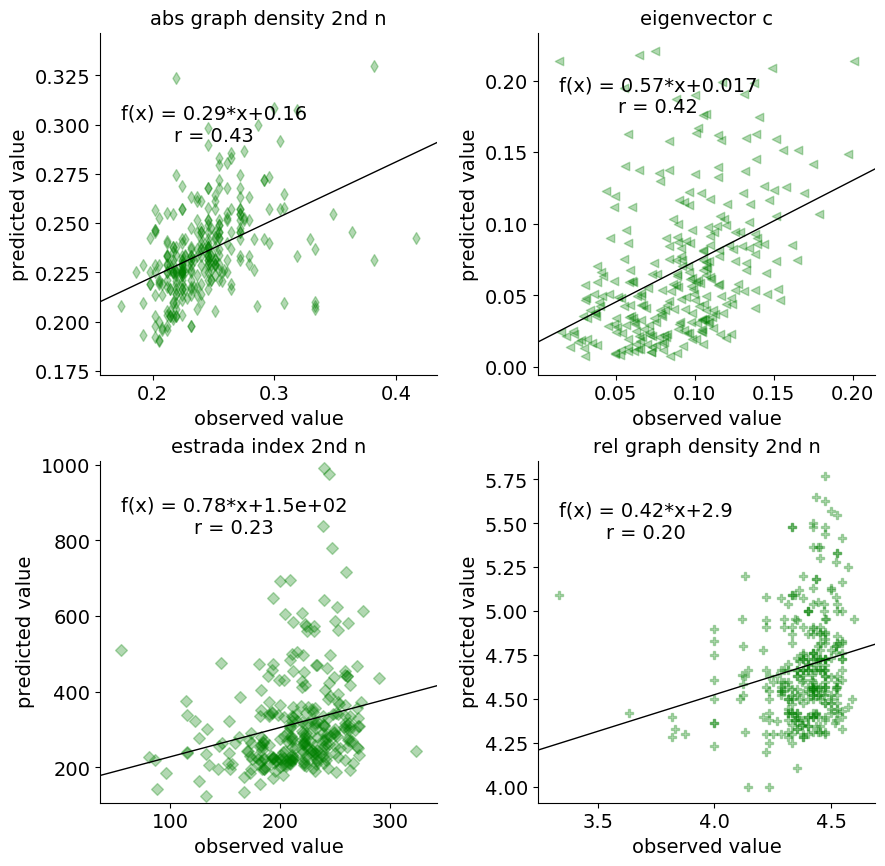 abs graph density 2nd n
predicted value
0.325
0.300
0.275
0.250
0.225
0.200
0.175
f(x) = 0.29*x+0.16
r = 0.43
0.2 0.3 0.4
observed value
eigenvector c
predicted value
0.20
0.15
0.10
0.05
0.00
f(x) = 0.57*x+0.017
r = 0.42
0.05 0.10 0.15 0.20
observed value
estrada index 2nd n
predicted value
1000
800
600
400
200
f(x) = 0.78*x+1.5e+02
r = 0.23
100 200 300
observed value
rel graph density 2nd n
predicted value
5.75
5.50
5.25
5.00
4.75
4.50
4.25
4.00
f(x) = 0.42*x+2.9
r = 0.20
3.5 4.0 4.5
observed value